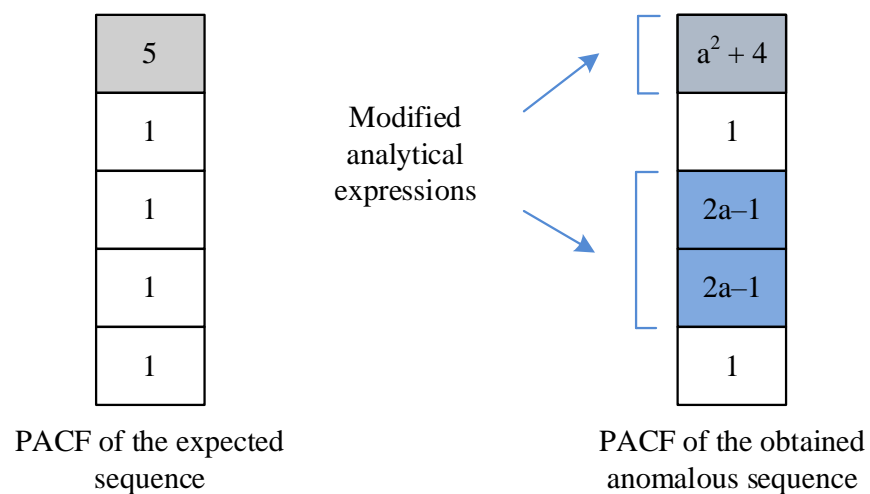 5
1
1
1
1
PACF of the expected
sequence
Modified
analytical
expressions
a² + 4
1
2a–1
2a–1
1
PACF of the obtained
anomalous sequence